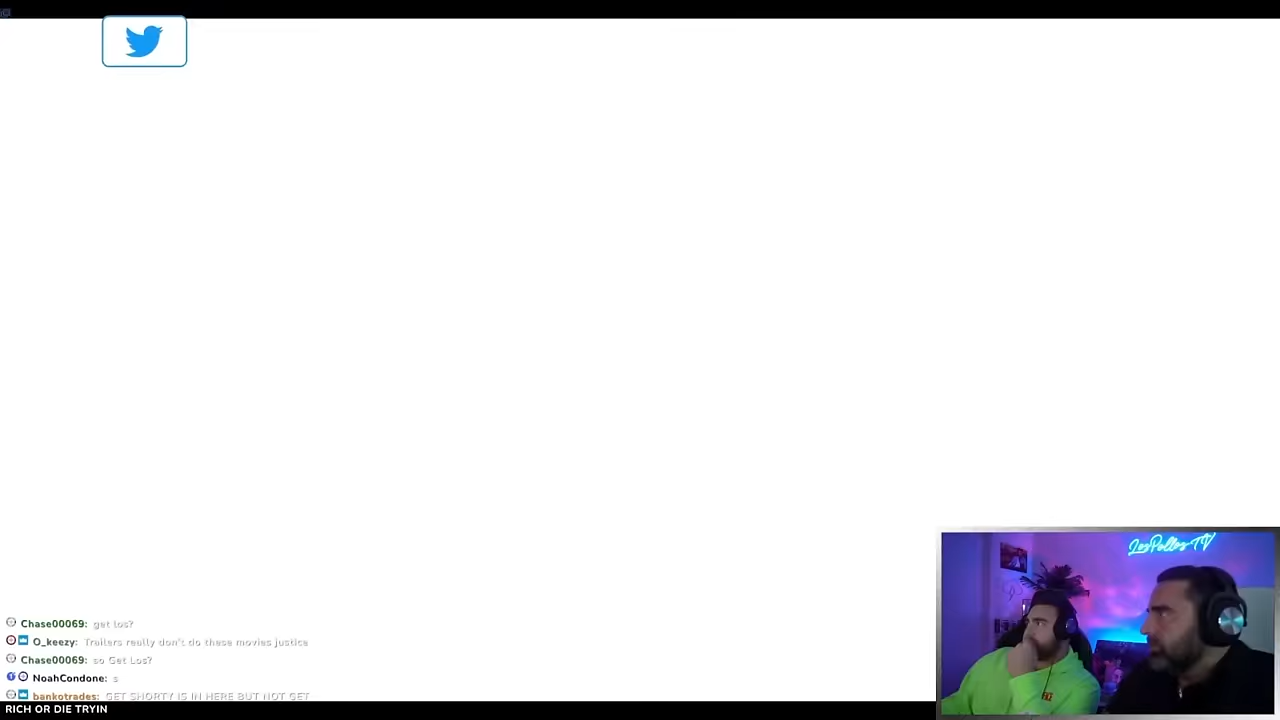 LosPollosTV
Chase00069: get los?
O_keezy: Trailers really don't do these movies justice
Chase00069: so Get Los?
NoahCondone: s
bankotrades: GET SHORTY IS IN HERE BUT NOT GET
RICH OR DIE TRYIN